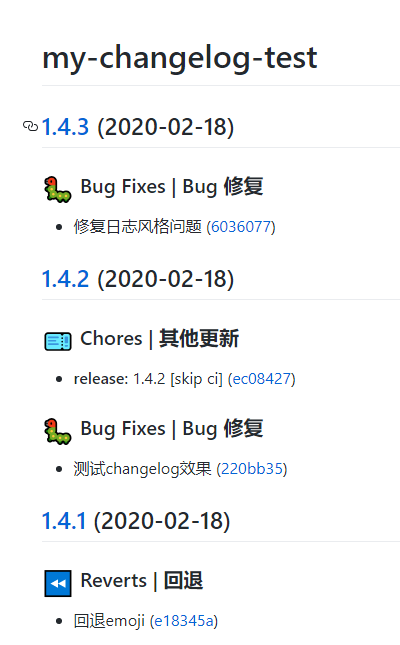 my-changelog-test
1.4.3 (2020-02-18)
Bug Fixes | Bug 修复
修复日志风格问题 (6036077)
1.4.2 (2020-02-18)
Chores | 其他更新
release: 1.4.2 [skip ci] (ec08427)
Bug Fixes | Bug 修复
测试changelog效果 (220bb35)
1.4.1 (2020-02-18)
Reverts | 回退
回退emoji (e18345a)